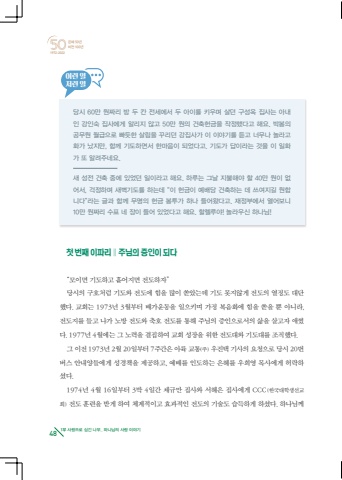 50
이런 일
저런 일
당시 60만 원짜리 방 두 칸 전세에서 두 아이를 키우며 살던 구성옥 집사는 아내
인 강인숙 집사에게 알리지 않고 50만 원의 건축헌금을 작정했다고 해요. 박봉의
공무원 월급으로 빠듯한 살림을 꾸리던 강집사가 이 이야기를 듣고 너무나 놀라고
화가 났지만, 함께 기도하면서 한마음이 되었다고. 기도가 답이라는 것을 이 일화
가 또 알려주네요.
새 성전 건축 중에 있었던 일이라고 해요. 하루는 그날 지불해야 할 40만 원이 없
어서, 걱정하며 새벽기도를 하는데 “이 헌금이 예배당 건축하는 데 쓰여지길 원합
니다”라는 글과 함께 무명의 헌금 봉투가 하나 들어왔다고. 재정부에서 열어보니
10만 원짜리 수표 네 장이 들어 있었다고 해요. 할렐루야! 놀라우신 하나님!
첫 번째 이파리 | 주님의 증인이 되다
“모이면 기도하고 흩어지면 전도하자”
당시의 구호처럼 기도와 전도에 힘을 많이 쏟았는데 기도 못지않게 전도의 열정도 대단
했다. 교회는 1973년 3월부터 배가운동을 일으키며 가정 복음화에 힘을 쏟을 뿐 아니라,
전도지를 들고 나가 노방 전도와 축호 전도를 통해 주님의 증인으로서의 삶을 살고자 애썼
다. 1977년 4월에는 그 노력을 결집하여 교회 성장을 위한 전도대와 기도대를 조직했다.
그 이전 1973년 2월 20일부터 7주간은 아륙 교통(주) 우전택 기사의 요청으로 당시 20번
버스 안내양들에게 성경책을 제공하고, 예배를 인도하는 은혜를 우희영 목사에게 허락하
셨다.
1974년 4월 16일부터 3박 4일간 세규만 집사와 서혜은 집사에게 CCC(한국대학생선교
회) 전도 훈련을 받게 하여 체계적이고 효과적인 전도의 기술도 습득하게 하셨다. 하나님께
48 1부 사랑으로 심긴 나무, 하나님의 사랑 이야기